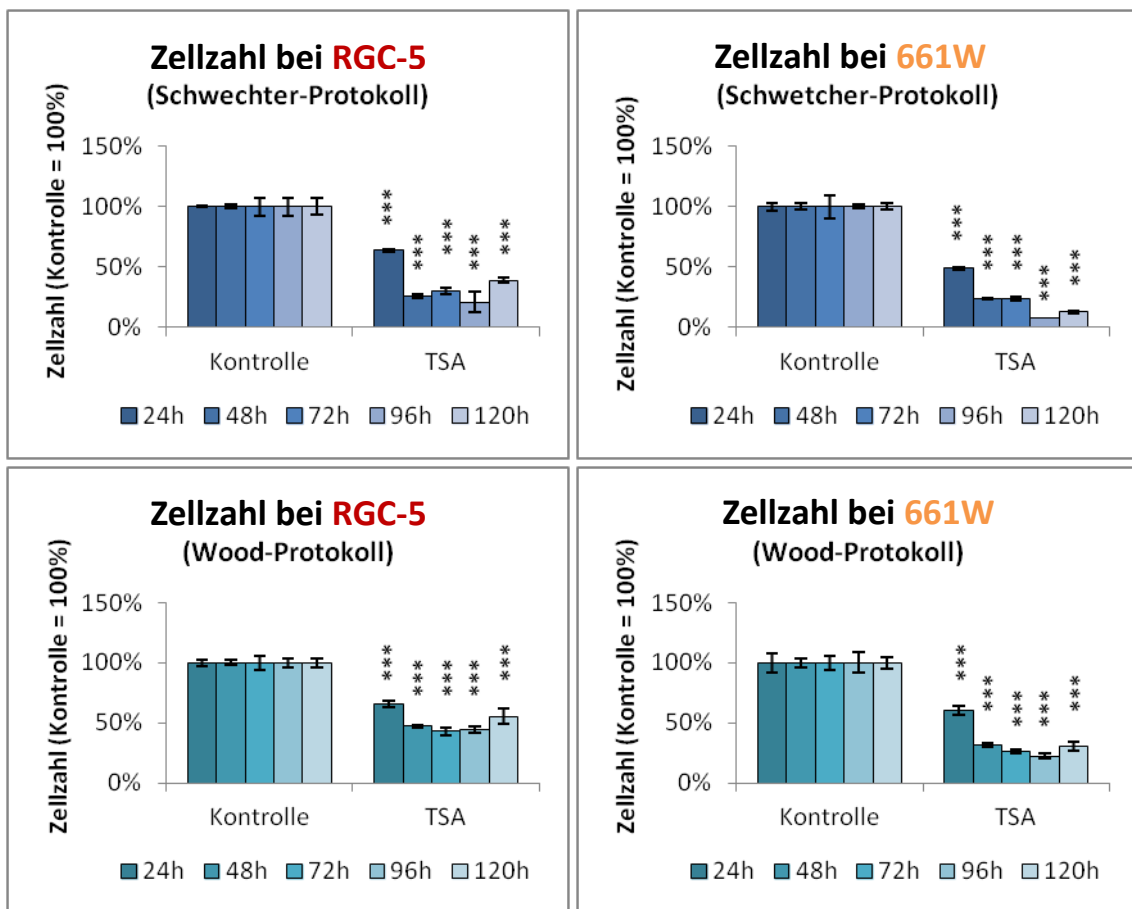 Zellzahl bei RGC-5
(Schwechter-Protokoll)
Zellzahl (Kontrolle = 100%)
150%
100%
50%
0%
*** *** *** *** ***
Kontrolle TSA
24h 48h 72h 96h 120h
Zellzahl bei 661W
(Schwetcher-Protokoll)
Zellzahl (Kontrolle = 100%)
150%
100%
50%
0%
*** *** *** *** ***
Kontrolle TSA
24h 48h 72h 96h 120h
Zellzahl bei RGC-5
(Wood-Protokoll)
Zellzahl (Kontrolle = 100%)
150%
100%
50%
0%
*** *** *** *** ***
Kontrolle TSA
24h 48h 72h 96h 120h
Zellzahl bei 661W
(Wood-Protokoll)
Zellzahl (Kontrolle = 100%)
150%
100%
50%
0%
*** *** *** *** ***
Kontrolle TSA
24h 48h 72h 96h 120h